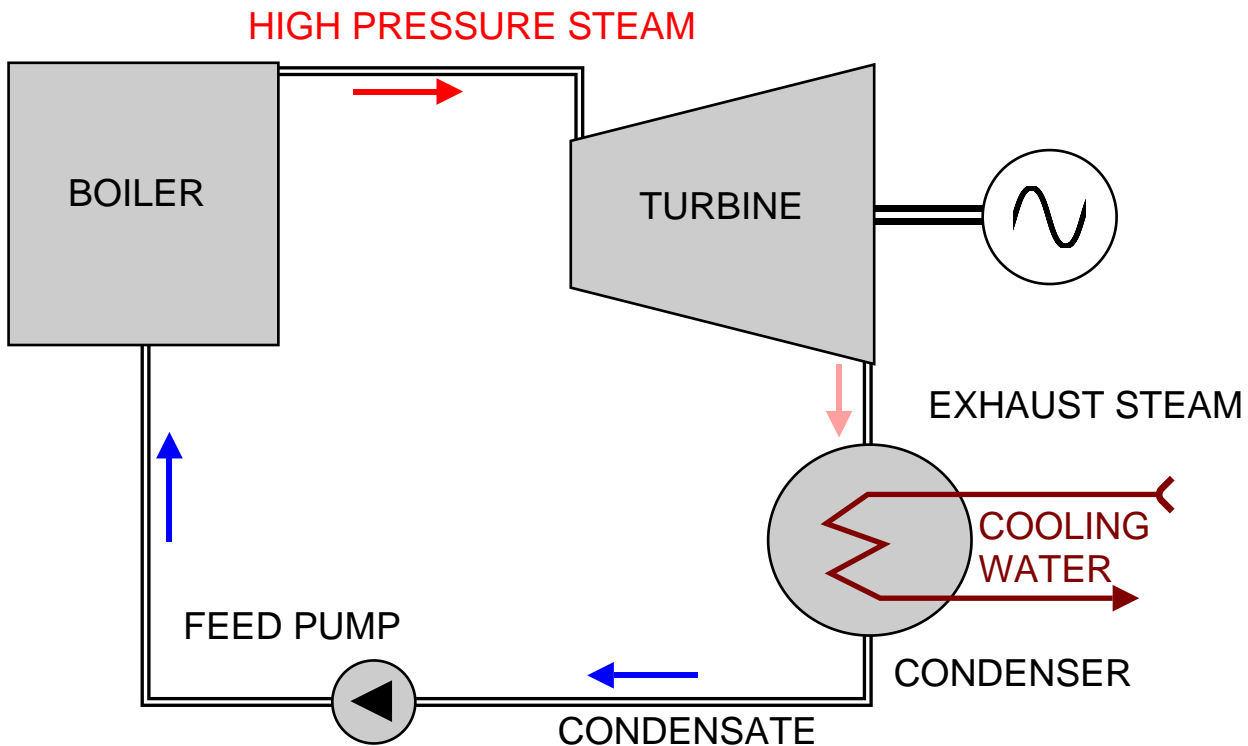 HIGH PRESSURE STEAM
BOILER
TURBINE
EXHAUST STEAM
COOLING
WATER
FEED PUMP
CONDENSER
CONDENSATE